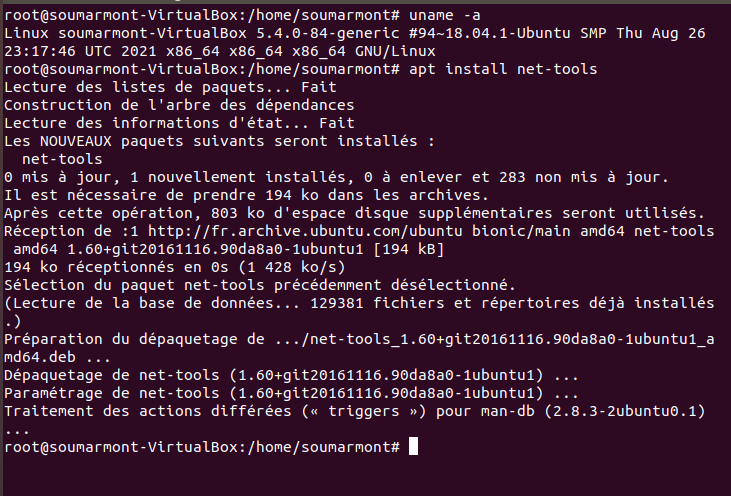 root@soumarmont-VirtualBox:/home/soumarmont# uname -a
Linux soumarmont-VirtualBox 5.4.0-84-generic #94~18.04.1-Ubuntu SMP Thu Aug 26
23:17:46 UTC 2021 x86_64 x86_64 x86_64 GNU/Linux
root@soumarmont-VirtualBox:/home/soumarmont# apt install net-tools
Lecture des listes de paquets... Fait
Construction de l'arbre des dépendances
Lecture des informations d'état... Fait
Les NOUVEAUX paquets suivants seront installés :
  net-tools
0 mis à jour, 1 nouvellement installés, 0 à enlever et 283 non mis à jour.
Il est nécessaire de prendre 194 ko dans les archives.
Après cette opération, 803 ko d'espace disque supplémentaires seront utilisés.
Réception de :1 http://fr.archive.ubuntu.com/ubuntu bionic/main amd64 net-tools
 amd64 1.60+git20161116.90da8a0-1ubuntu1 [194 kB]
194 ko réceptionnés en 0s (1 428 ko/s)
Sélection du paquet net-tools précédemment désélectionné.
(Lecture de la base de données... 129381 fichiers et répertoires déjà installés
.)
Préparation du dépaquetage de .../net-tools_1.60+git20161116.90da8a0-1ubuntu1_a
md64.deb ...
Dépaquetage de net-tools (1.60+git20161116.90da8a0-1ubuntu1) ...
Paramétrage de net-tools (1.60+git20161116.90da8a0-1ubuntu1) ...
Traitement des actions différées (« triggers ») pour man-db (2.8.3-2ubuntu0.1)
...
root@soumarmont-VirtualBox:/home/soumarmont#